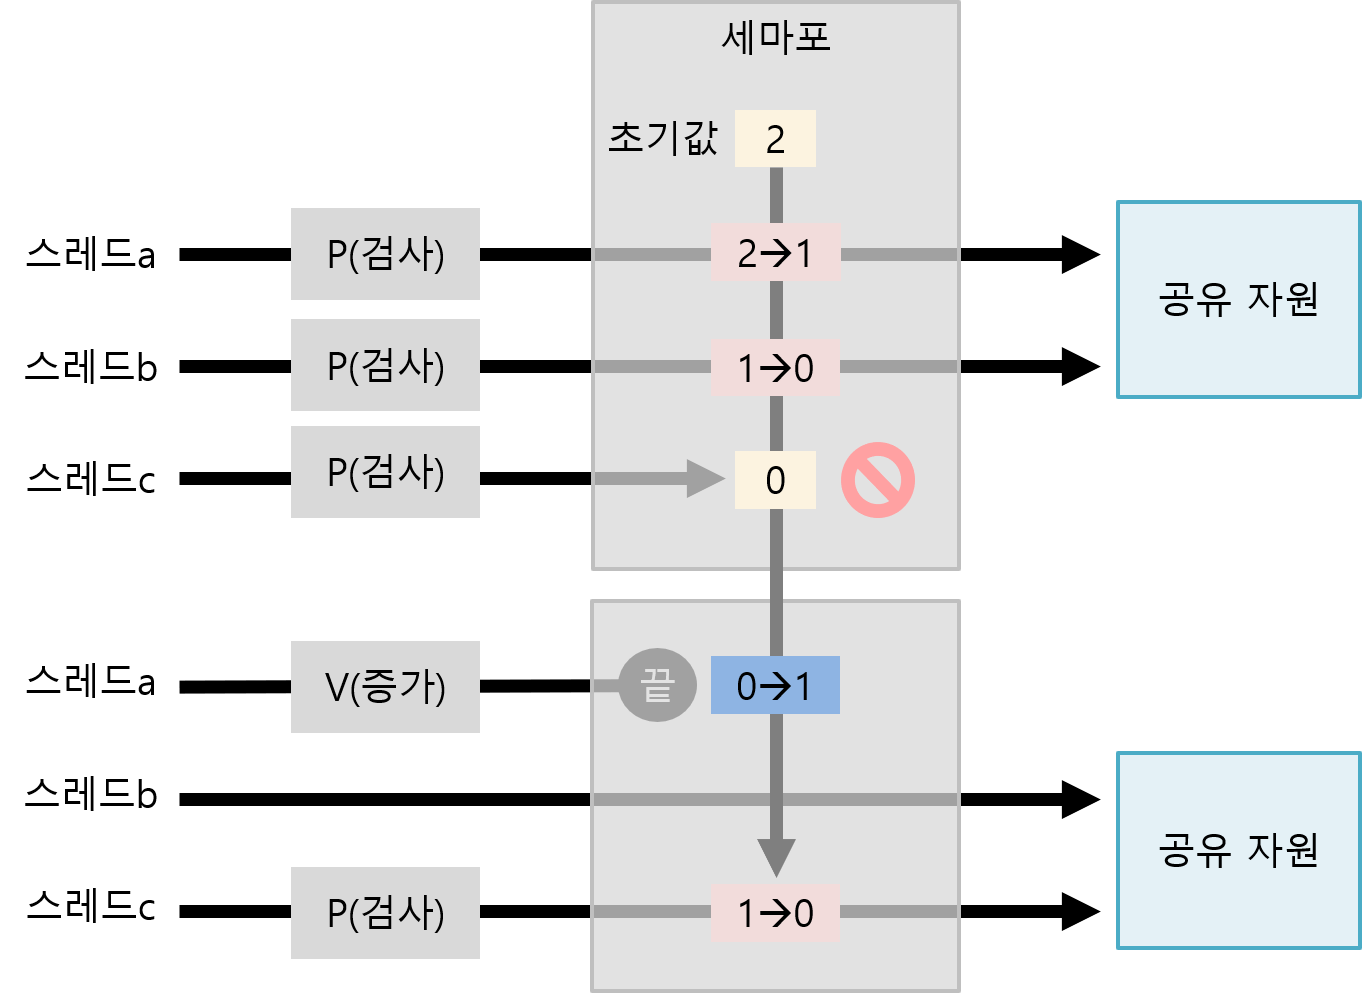 세마포
초기값 2
스레드a P(검사) 2→1
공유 자원
스레드b P(검사) 1→0
스레드c P(검사) 0
스레드a V(증가) 끝 0→1
스레드b
공유 자원
스레드c P(검사) 1→0